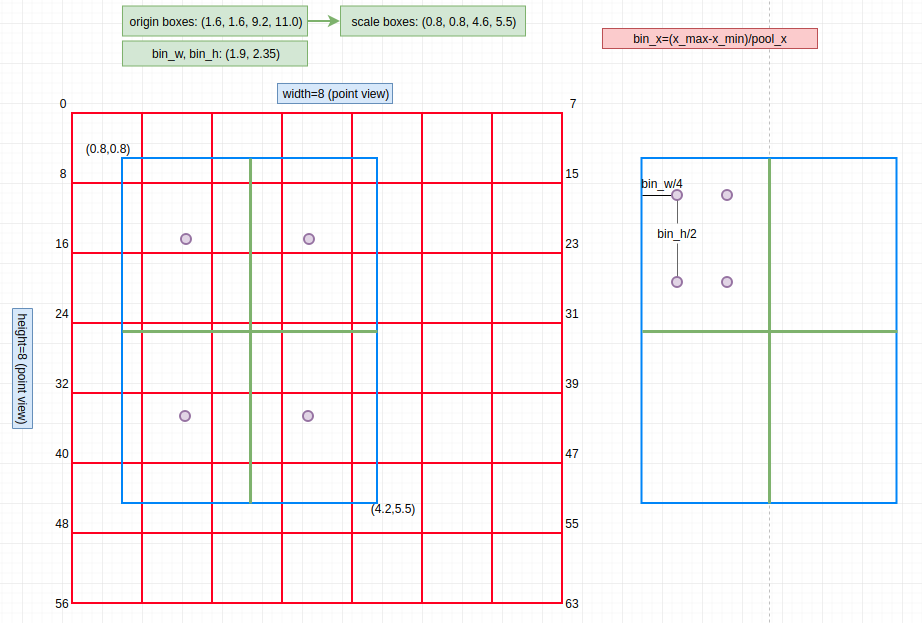 origin boxes: (1.6, 1.6, 9.2, 11.0)
scale boxes: (0.8, 0.8, 4.6, 5.5)
bin_x=(x_max-x_min)/pool_x
bin_w, bin_h: (1.9, 2.35)
width=8 (point view)
0
7
(0.8,0.8)
8
15
bin_w/4
16
23
bin_h/2
24
31
height=8 (point view)
32
39
40
47
(4.2,5.5)
48
55
56
63